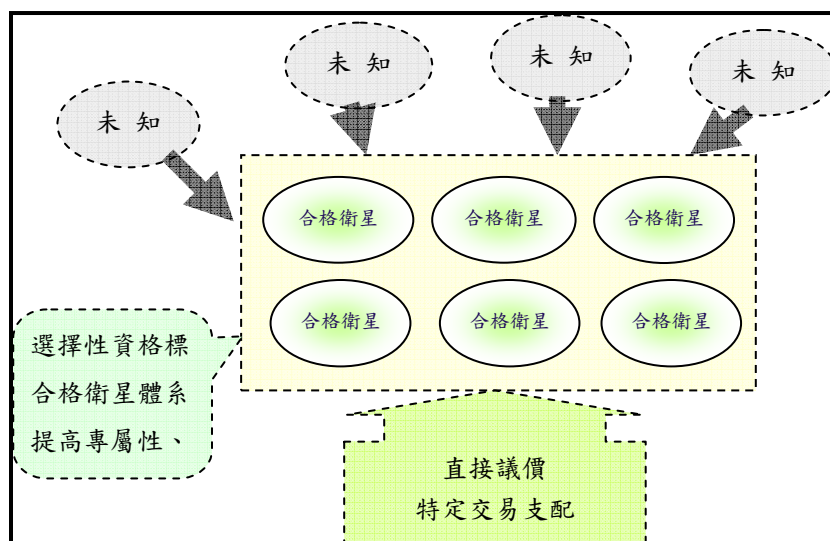 未 知
未 知
未 知
未 知
合格衛星
合格衛星
合格衛星
合格衛星
合格衛星
合格衛星
選擇性資格標
合格衛星體系
提高專屬性、
直接議價
特定交易支配